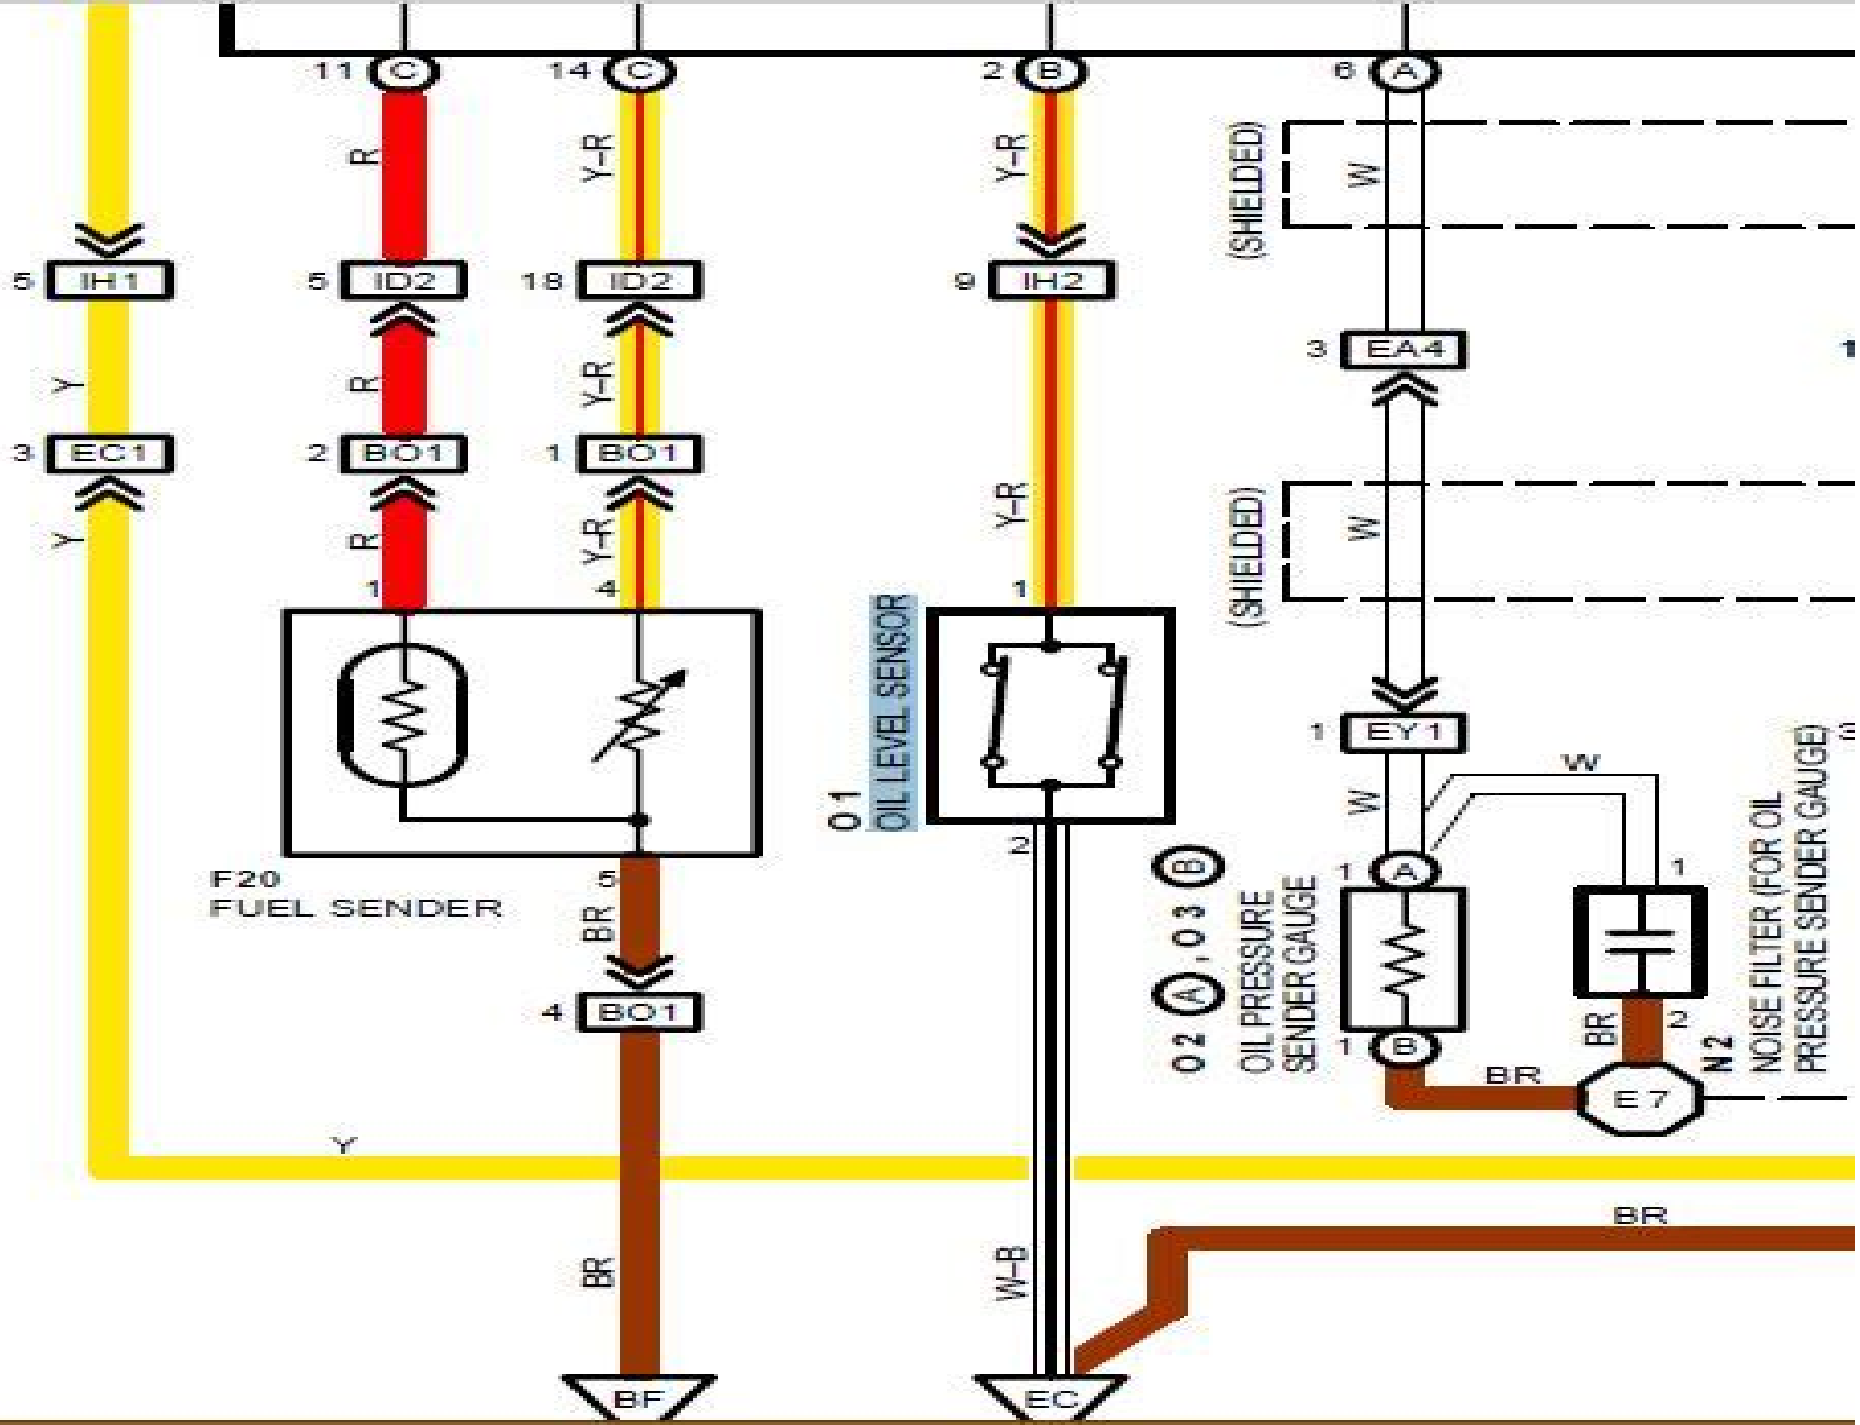 11 C
14 C
2 B
6 A
R
Y-R
Y-R
(SHIELDED)
W
5 IH1
5 ID2
18 ID2
9 IH2
3 EA4
1
Y
R
Y-R
3 EC1
2 BO1
1 BO1
Y
R
Y-R
Y-R
(SHIELDED)
W
1
4
1
O1
OIL LEVEL SENSOR
2
1 EY1
3
W
W
F20
FUEL SENDER
5
BR
4 BO1
O2 A, O3 B
OIL PRESSURE
SENDER GAUGE
1 A
1 B
1
2
BR
BR
E7
N2
NOISE FILTER (FOR OIL
PRESSURE SENDER GAUGE)
Y
BR
BR
W-B
BF
EC